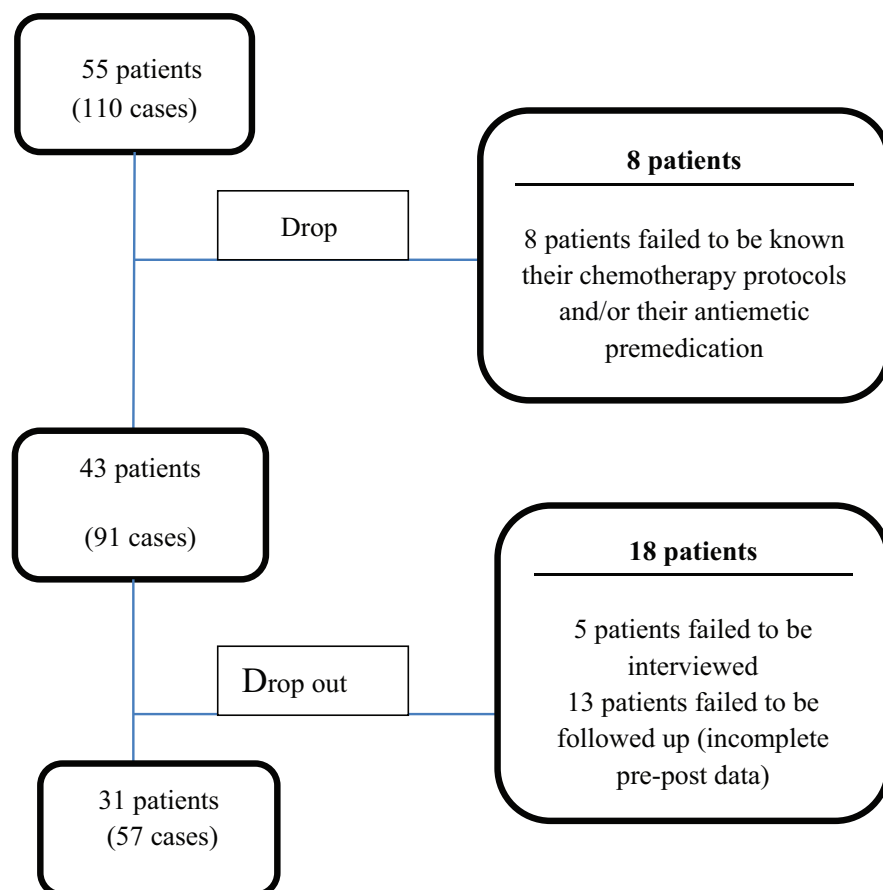 55 patients
(110 cases)
8 patients
Drop
8 patients failed to be known
their chemotherapy protocols
and/or their antiemetic
premedication
43 patients
(91 cases)
18 patients
5 patients failed to be
interviewed
13 patients failed to be
followed up (incomplete
pre-post data)
Drop out
31 patients
(57 cases)